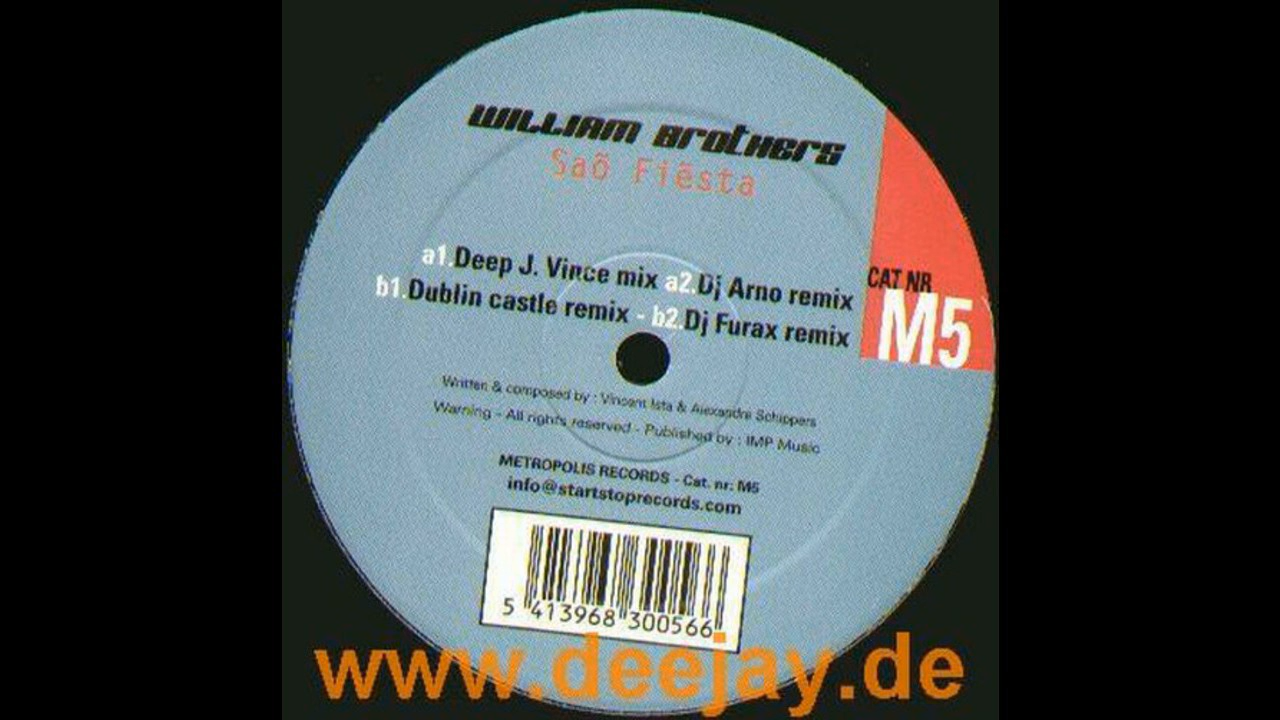 William Brothers
Saõ Fiësta
a1.Deep J. Vince mix a2.Dj Arno remix
b1.Dublin castle remix - b2.Dj Furax remix
CAT NR
M5
Written & composed by : Vincent Ista & Alexandre Schippers
Warning - All rights reserved - Published by : IMP Music
METROPOLIS RECORDS - Cat. nr: M5
info@startstoprecords.com
5 413968 300566
www.deejay.de